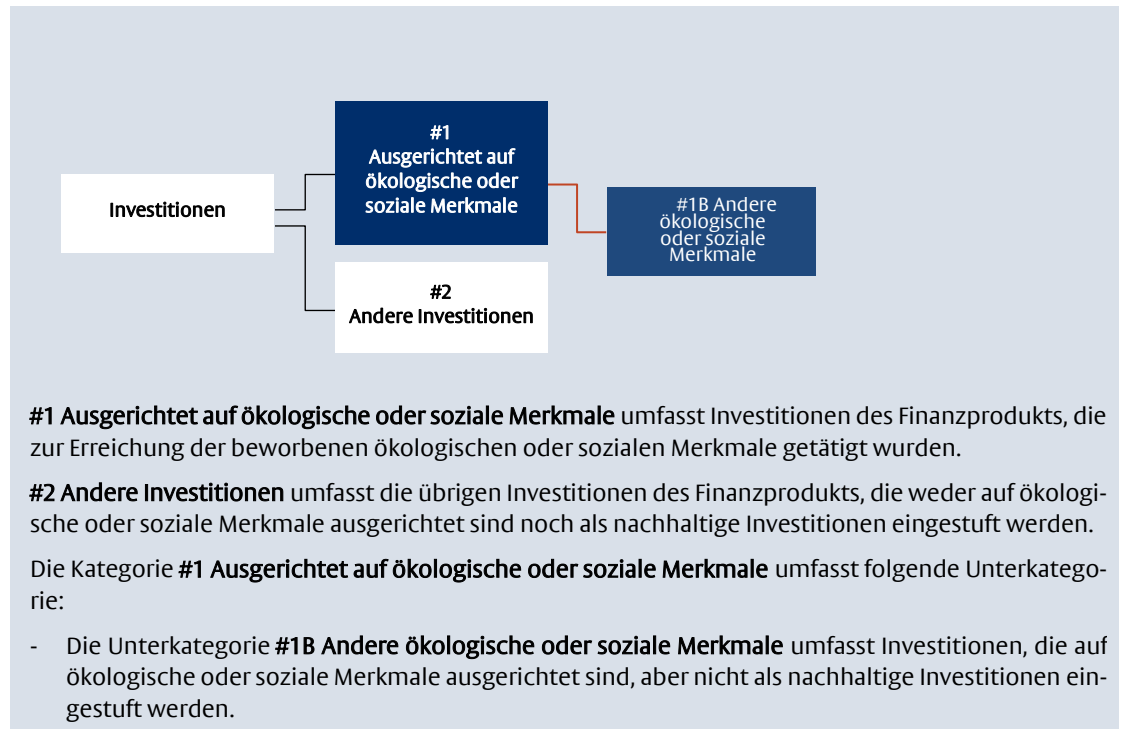 #1
Ausgerichtet auf
ökologische oder
soziale Merkmale
Investitionen
#1B Andere
ökologische
oder soziale
Merkmale
#2
Andere Investitionen
#1 Ausgerichtet auf ökologische oder soziale Merkmale umfasst Investitionen des Finanzprodukts, die
zur Erreichung der beworbenen ökologischen oder sozialen Merkmale getätigt wurden.
#2 Andere Investitionen umfasst die übrigen Investitionen des Finanzprodukts, die weder auf ökologi-
sche oder soziale Merkmale ausgerichtet sind noch als nachhaltige Investitionen eingestuft werden.
Die Kategorie #1 Ausgerichtet auf ökologische oder soziale Merkmale umfasst folgende Unterkatego-
rie:
- Die Unterkategorie #1B Andere ökologische oder soziale Merkmale umfasst Investitionen, die auf
ökologische oder soziale Merkmale ausgerichtet sind, aber nicht als nachhaltige Investitionen ein-
gestuft werden.